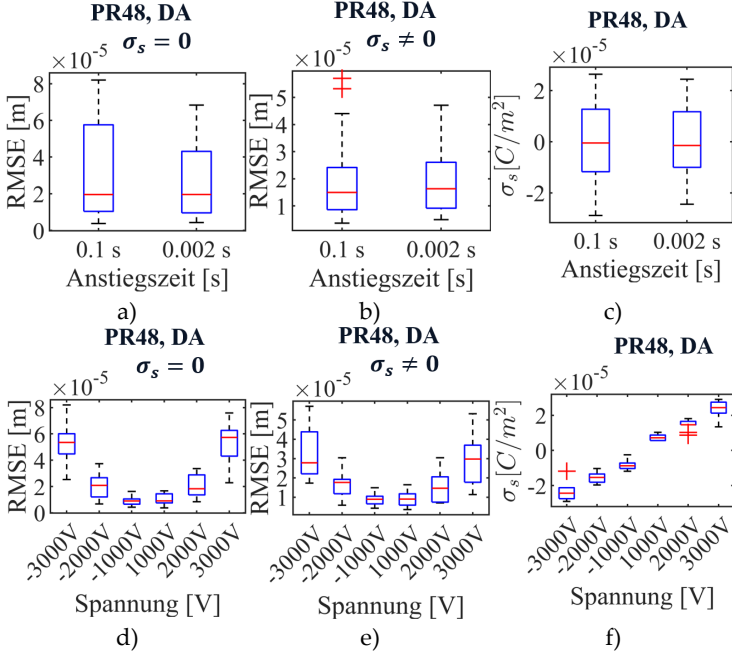 PR48, DA
σₛ = 0
×10⁻⁵
RMSE [m]
8
6
4
2
0
0.1 s 0.002 s
Anstiegszeit [s]
a)
PR48, DA
σₛ ≠ 0
×10⁻⁵
RMSE [m]
5
4
3
2
1
0.1 s 0.002 s
Anstiegszeit [s]
b)
PR48, DA
×10⁻⁵
σₛ[C/m²]
2
0
-2
0.1 s 0.002 s
Anstiegszeit [s]
c)
PR48, DA
σₛ = 0
×10⁻⁵
RMSE [m]
8
6
4
2
0
-3000V -2000V -1000V 1000V 2000V 3000V
Spannung [V]
d)
PR48, DA
σₛ ≠ 0
×10⁻⁵
RMSE [m]
5
4
3
2
1
-3000V -2000V -1000V 1000V 2000V 3000V
Spannung [V]
e)
PR48, DA
×10⁻⁵
σₛ[C/m²]
2
0
-2
-3000V -2000V -1000V 1000V 2000V 3000V
Spannung [V]
f)